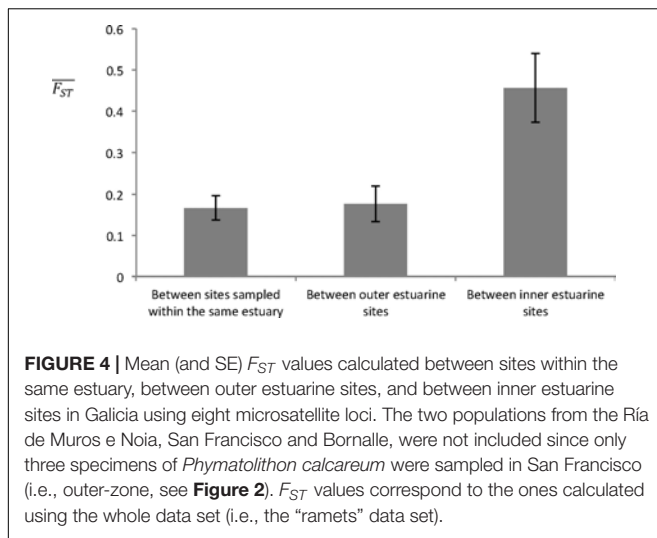 0.6
0.5
0.4
0.3
0.2
0.1
0
F_ST
Between sites sampled within the same estuary
Between outer estuarine sites
Between inner estuarine sites
FIGURE 4 | Mean (and SE) F_ST values calculated between sites within the
same estuary, between outer estuarine sites, and between inner estuarine
sites in Galicia using eight microsatellite loci. The two populations from the Ría
de Muros e Noia, San Francisco and Bornalle, were not included since only
three specimens of Phymatolithon calcareum were sampled in San Francisco
(i.e., outer-zone, see Figure 2). F_ST values correspond to the ones calculated
using the whole data set (i.e., the “ramets” data set).